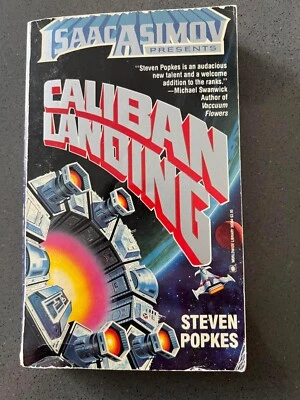 ISAAC ASIMOV
PRESENTS
"Steven Popkes is an audacious
new talent and a welcome
addition to the ranks."
—Michael Swanwick
Author of
Vacuum
Flowers
CALIBAN
LANDING
STEVEN
POPKES